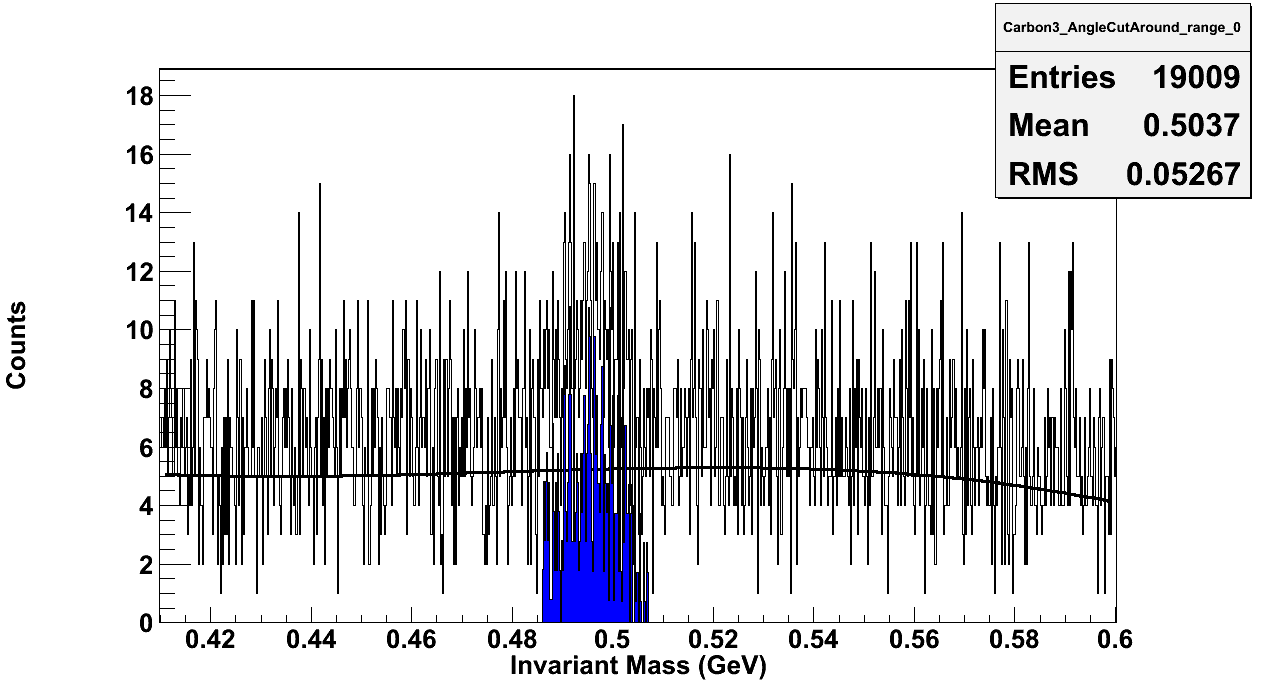 Carbon3_AngleCutAround_range_0
Entries 19009
Mean 0.5037
RMS 0.05267
18
16
14
12
10
8
6
4
2
0
Counts
0.42 0.44 0.46 0.48 0.5 0.52 0.54 0.56 0.58 0.6
Invariant Mass (GeV)